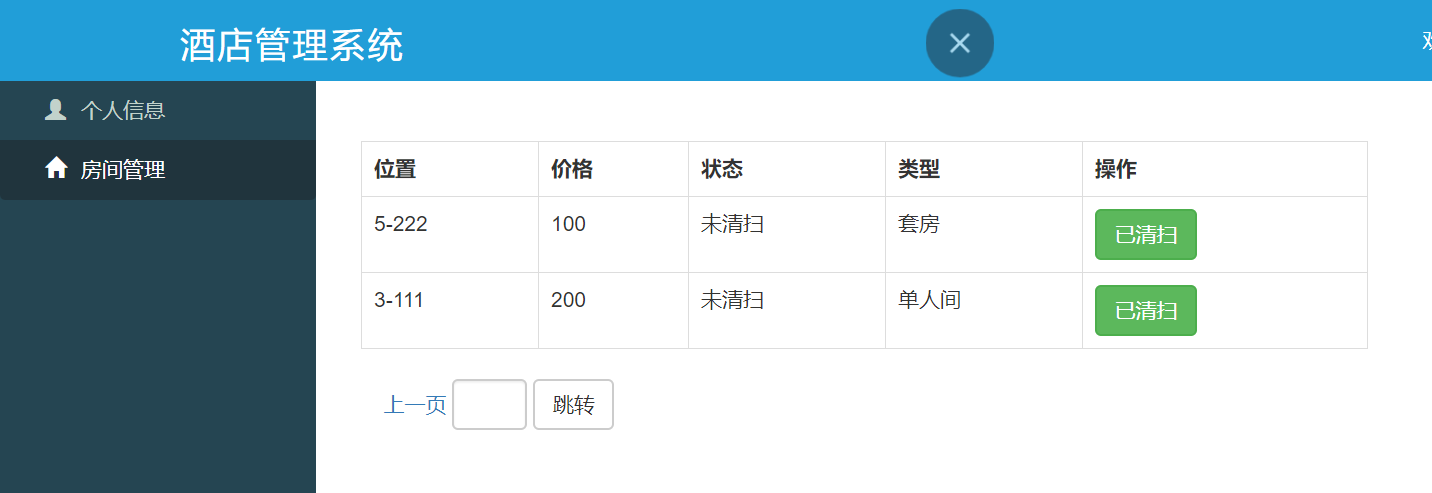 酒店管理系统
个人信息
房间管理
位置 价格 状态 类型 操作
5-222 100 未清扫 套房 已清扫
3-111 200 未清扫 单人间 已清扫
上一页 跳转